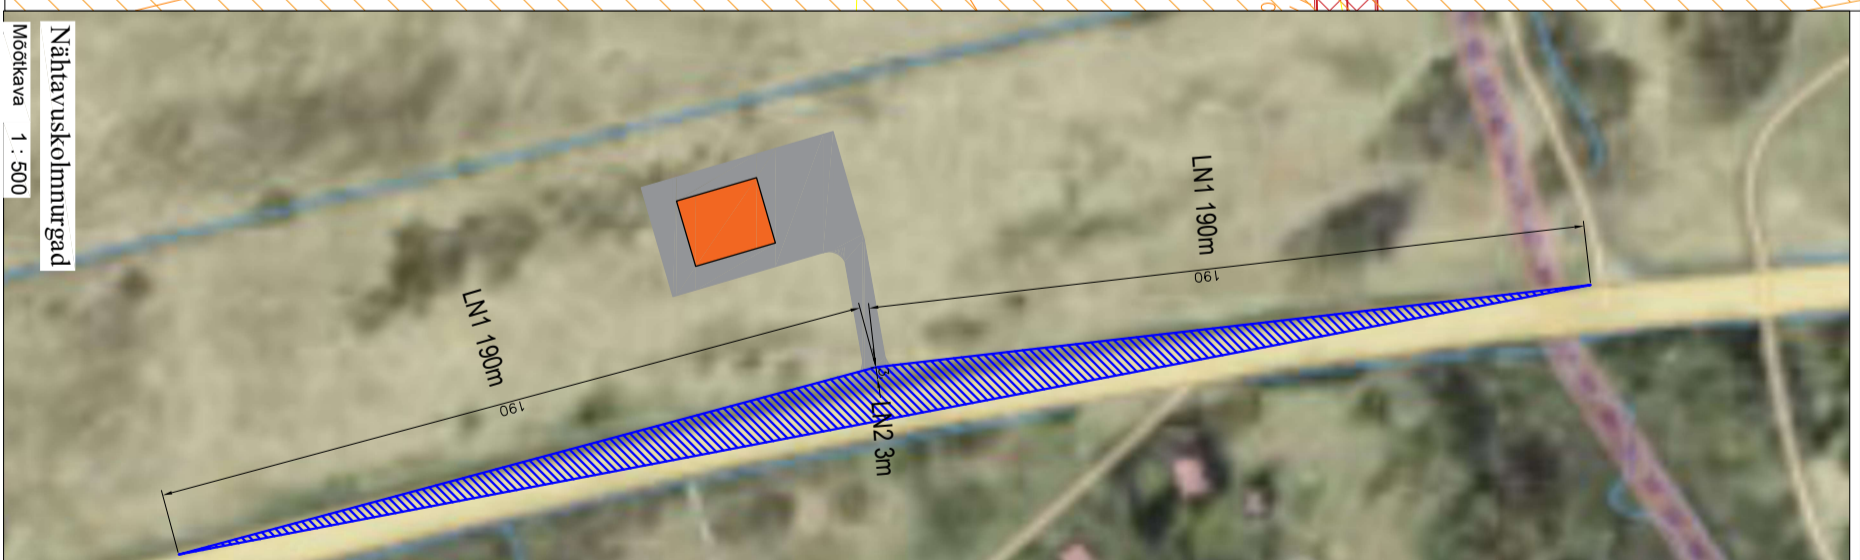 Nähtavuskolmnurgad
Mõõtkava 1 : 500
LN1 190m
190
LN1 190m
190
3
LN2 3m